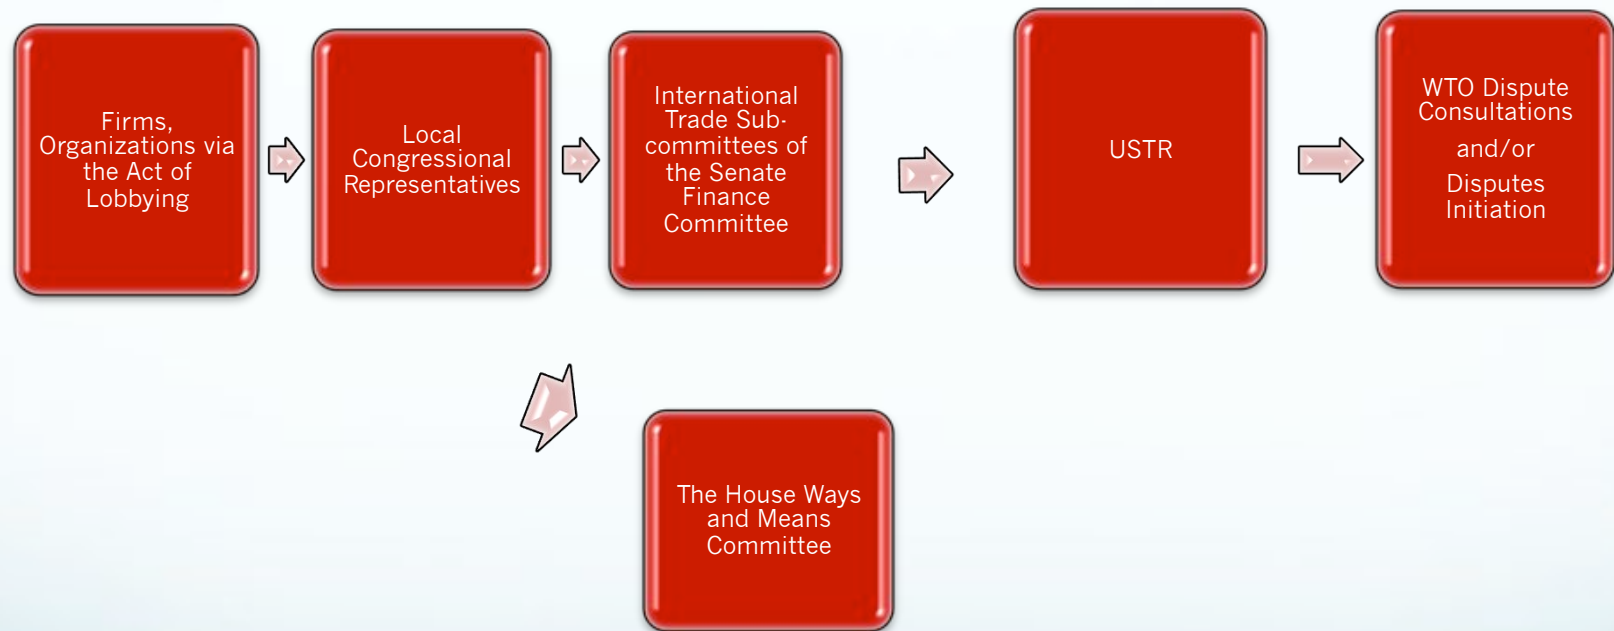 Firms,
Organizations via
the Act of
Lobbying
Local
Congressional
Representatives
International
Trade Sub-
committees of
the Senate
Finance
Committee
USTR
WTO Dispute
Consultations
and/or
Disputes
Initiation
The House Ways
and Means
Committee